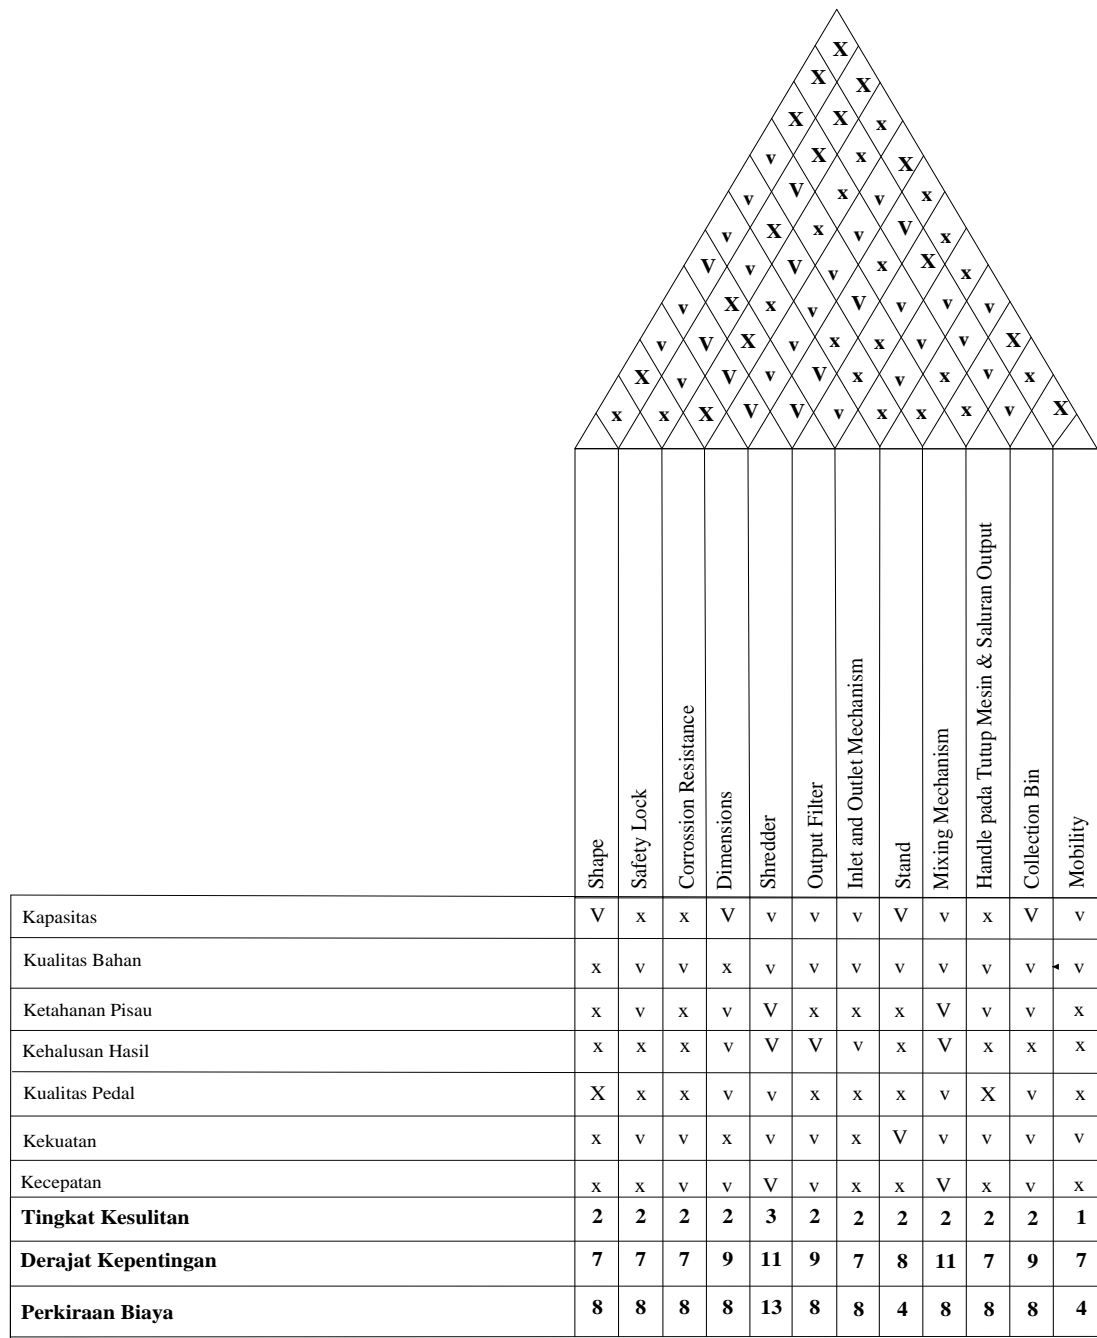 X
X X
X X x
v X x X
v V x v x
v X x v V x
V v V v x X x
v X x v V v v v
v V X v x x v v X
X v V v V x v x v x
x x X V V v x x x v X
Shape
Safety Lock
Corrossion Resistance
Dimensions
Shredder
Output Filter
Inlet and Outlet Mechanism
Stand
Mixing Mechanism
Handle pada Tutup Mesin & Saluran Output
Collection Bin
Mobility
Kapasitas V x x V v v v V v x V v
Kualitas Bahan x v v x v v v v v v v v
Ketahanan Pisau x v x v V x x x V v v x
Kehalusan Hasil x x x v V V v x V x x x
Kualitas Pedal X x x v v x x x v X v x
Kekuatan x v v x v v x V v v v v
Kecepatan x x v v V v x x V x v x
Tingkat Kesulitan 2 2 2 2 3 2 2 2 2 2 2 1
Derajat Kepentingan 7 7 7 9 11 9 7 8 11 7 9 7
Perkiraan Biaya 8 8 8 8 13 8 8 4 8 8 8 4